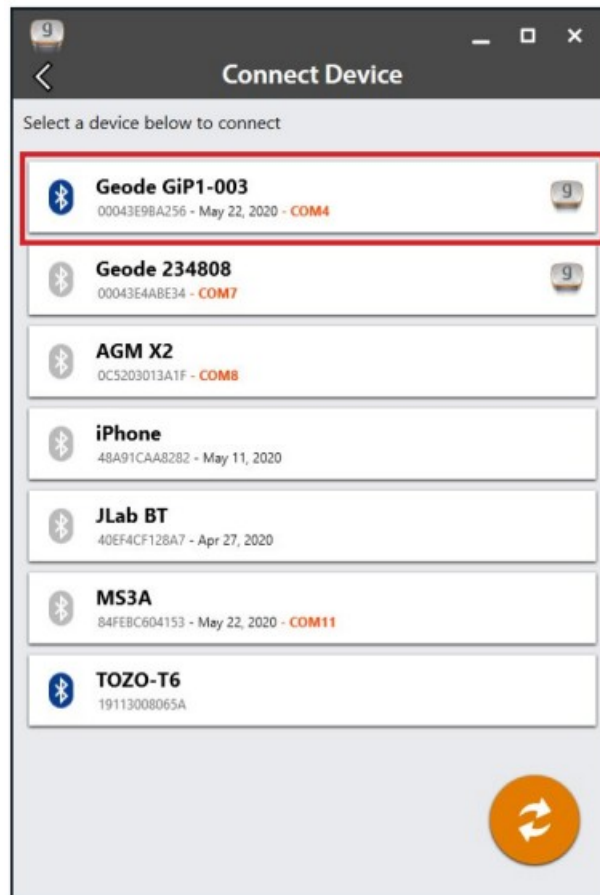 g
Connect Device
Select a device below to connect
Geode GiP1-003
00043E9BA256 - May 22, 2020 - COM4
g
Geode 234808
00043E4ABE34 - COM7
g
AGM X2
0C5203013A1F - COM8
iPhone
48A91CAA8282 - May 11, 2020
JLab BT
40EF4CF128A7 - Apr 27, 2020
MS3A
84FEBC604153 - May 22, 2020 - COM11
TOZO-T6
19113008065A